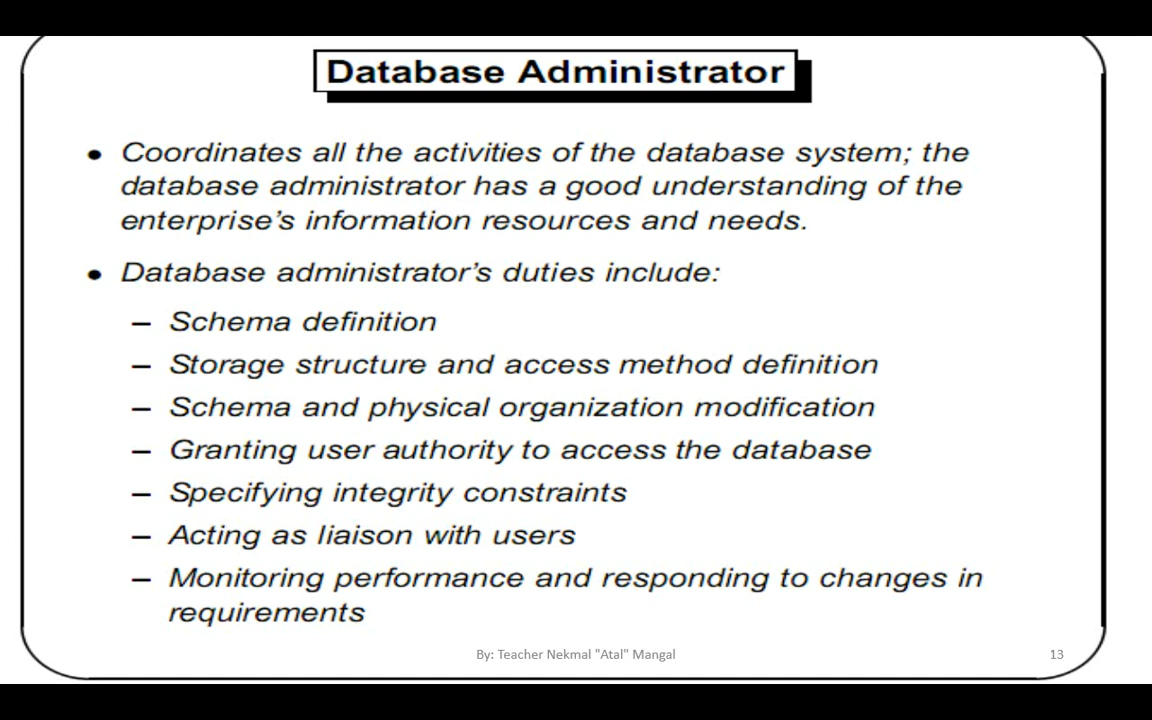 Database Administrator
• Coordinates all the activities of the database system; the
database administrator has a good understanding of the
enterprise's information resources and needs.
• Database administrator's duties include:
– Schema definition
– Storage structure and access method definition
– Schema and physical organization modification
– Granting user authority to access the database
– Specifying integrity constraints
– Acting as liaison with users
– Monitoring performance and responding to changes in
requirements
By: Teacher Nekmal "Atal" Mangal
13